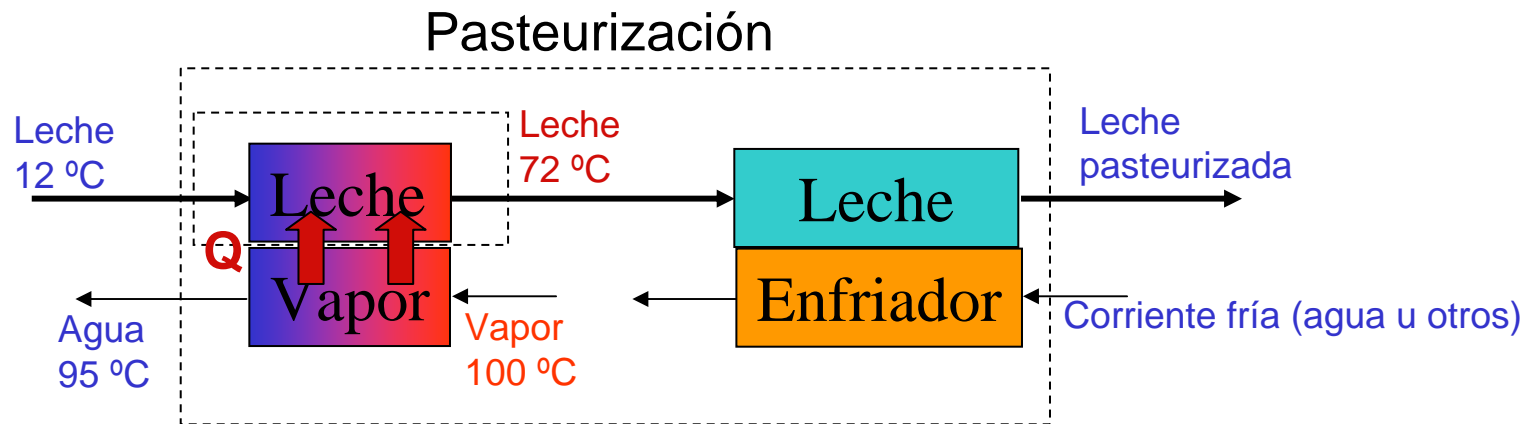 Pasteurización
Leche
12 ºC
Leche
72 ºC
Leche
pasteurizada
Leche
Leche
Q
Vapor
Enfriador
Agua
95 ºC
Vapor
100 ºC
Corriente fría (agua u otros)